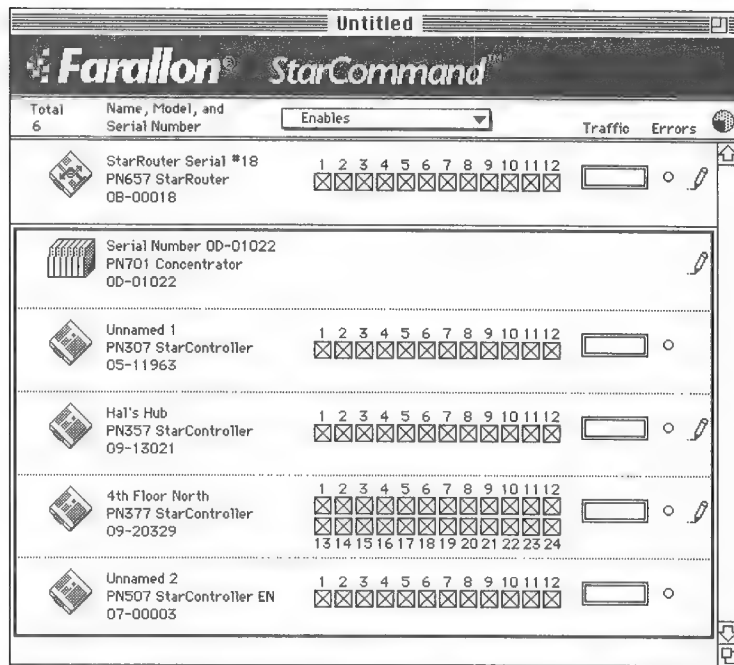 Untitled
Farallon® StarCommand™
Total
6
Name, Model, and
Serial Number
Enables
Traffic Errors
StarRouter Serial #18
PN657 StarRouter
0B-00018
1 2 3 4 5 6 7 8 9 10 11 12
Serial Number 0D-01022
PN701 Concentrator
0D-01022
Unnamed 1
PN307 StarController
05-11963
1 2 3 4 5 6 7 8 9 10 11 12
Hal's Hub
PN357 StarController
09-13021
1 2 3 4 5 6 7 8 9 10 11 12
4th Floor North
PN377 StarController
09-20329
1 2 3 4 5 6 7 8 9 10 11 12
13 14 15 16 17 18 19 20 21 22 23 24
Unnamed 2
PN507 StarController EN
07-00003
1 2 3 4 5 6 7 8 9 10 11 12